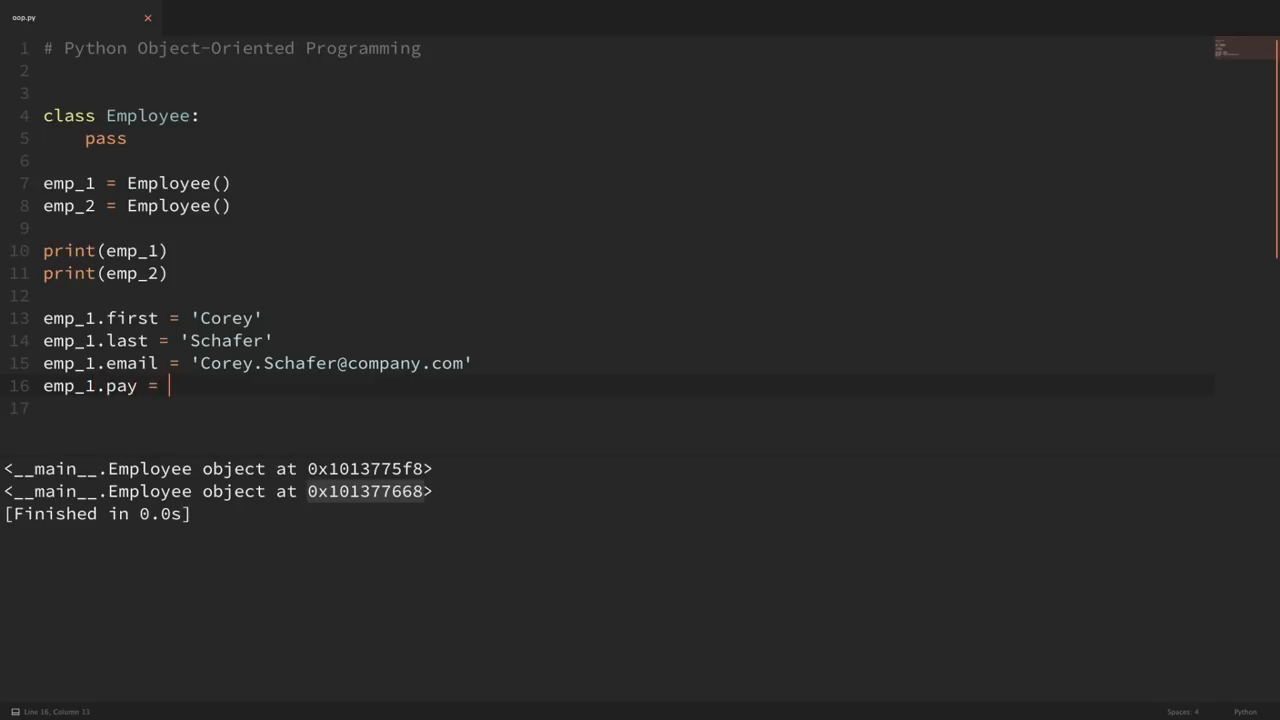 oop.py ×
1 # Python Object-Oriented Programming
2
3
4 class Employee:
5     pass
6
7 emp_1 = Employee()
8 emp_2 = Employee()
9
10 print(emp_1)
11 print(emp_2)
12
13 emp_1.first = 'Corey'
14 emp_1.last = 'Schafer'
15 emp_1.email = 'Corey.Schafer@company.com'
16 emp_1.pay =
17
<__main__.Employee object at 0x1013775f8>
<__main__.Employee object at 0x101377668>
[Finished in 0.0s]
Line 16, Column 13 Spaces: 4 Python